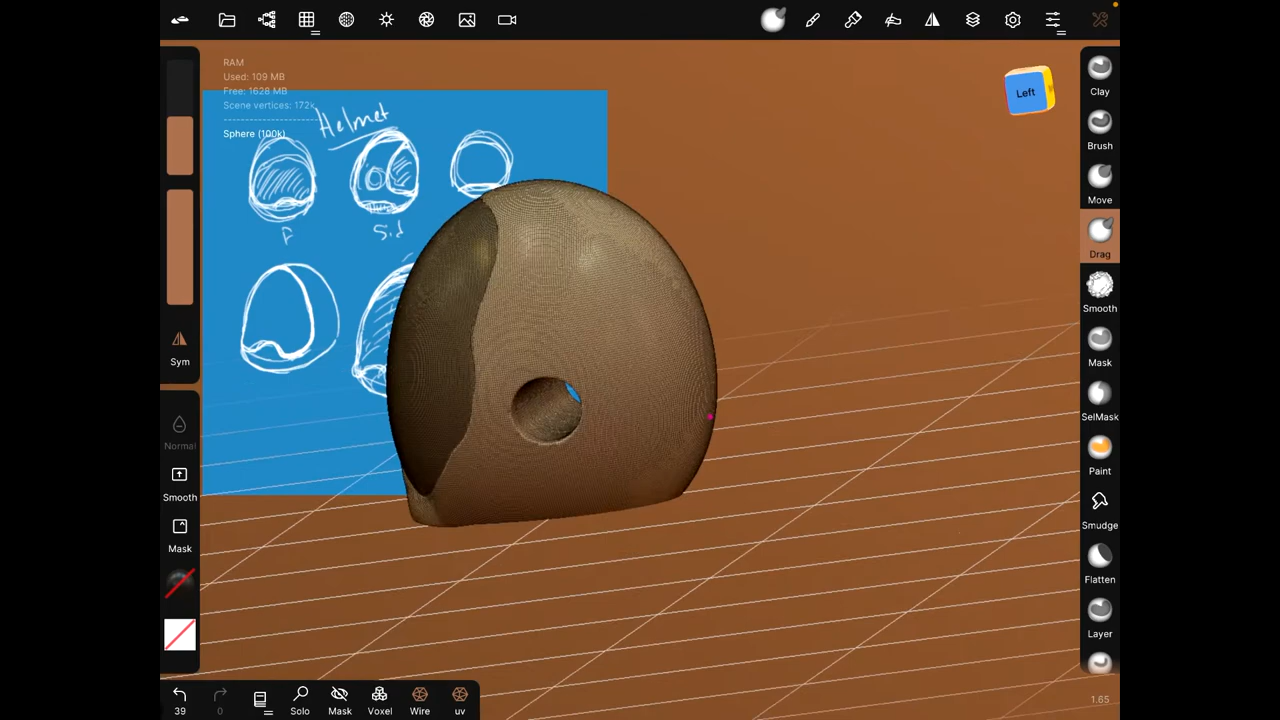 RAM
Used: 109 MB
Free: 1628 MB
Scene vertices: 172k
Sphere (100k)
Helmet
F
S.d
Left
Sym
Normal
Smooth
Mask
Clay
Brush
Move
Drag
Smooth
Mask
SelMask
Paint
Smudge
Flatten
Layer
39
0
Solo
Mask
Voxel
Wire
uv
1.65